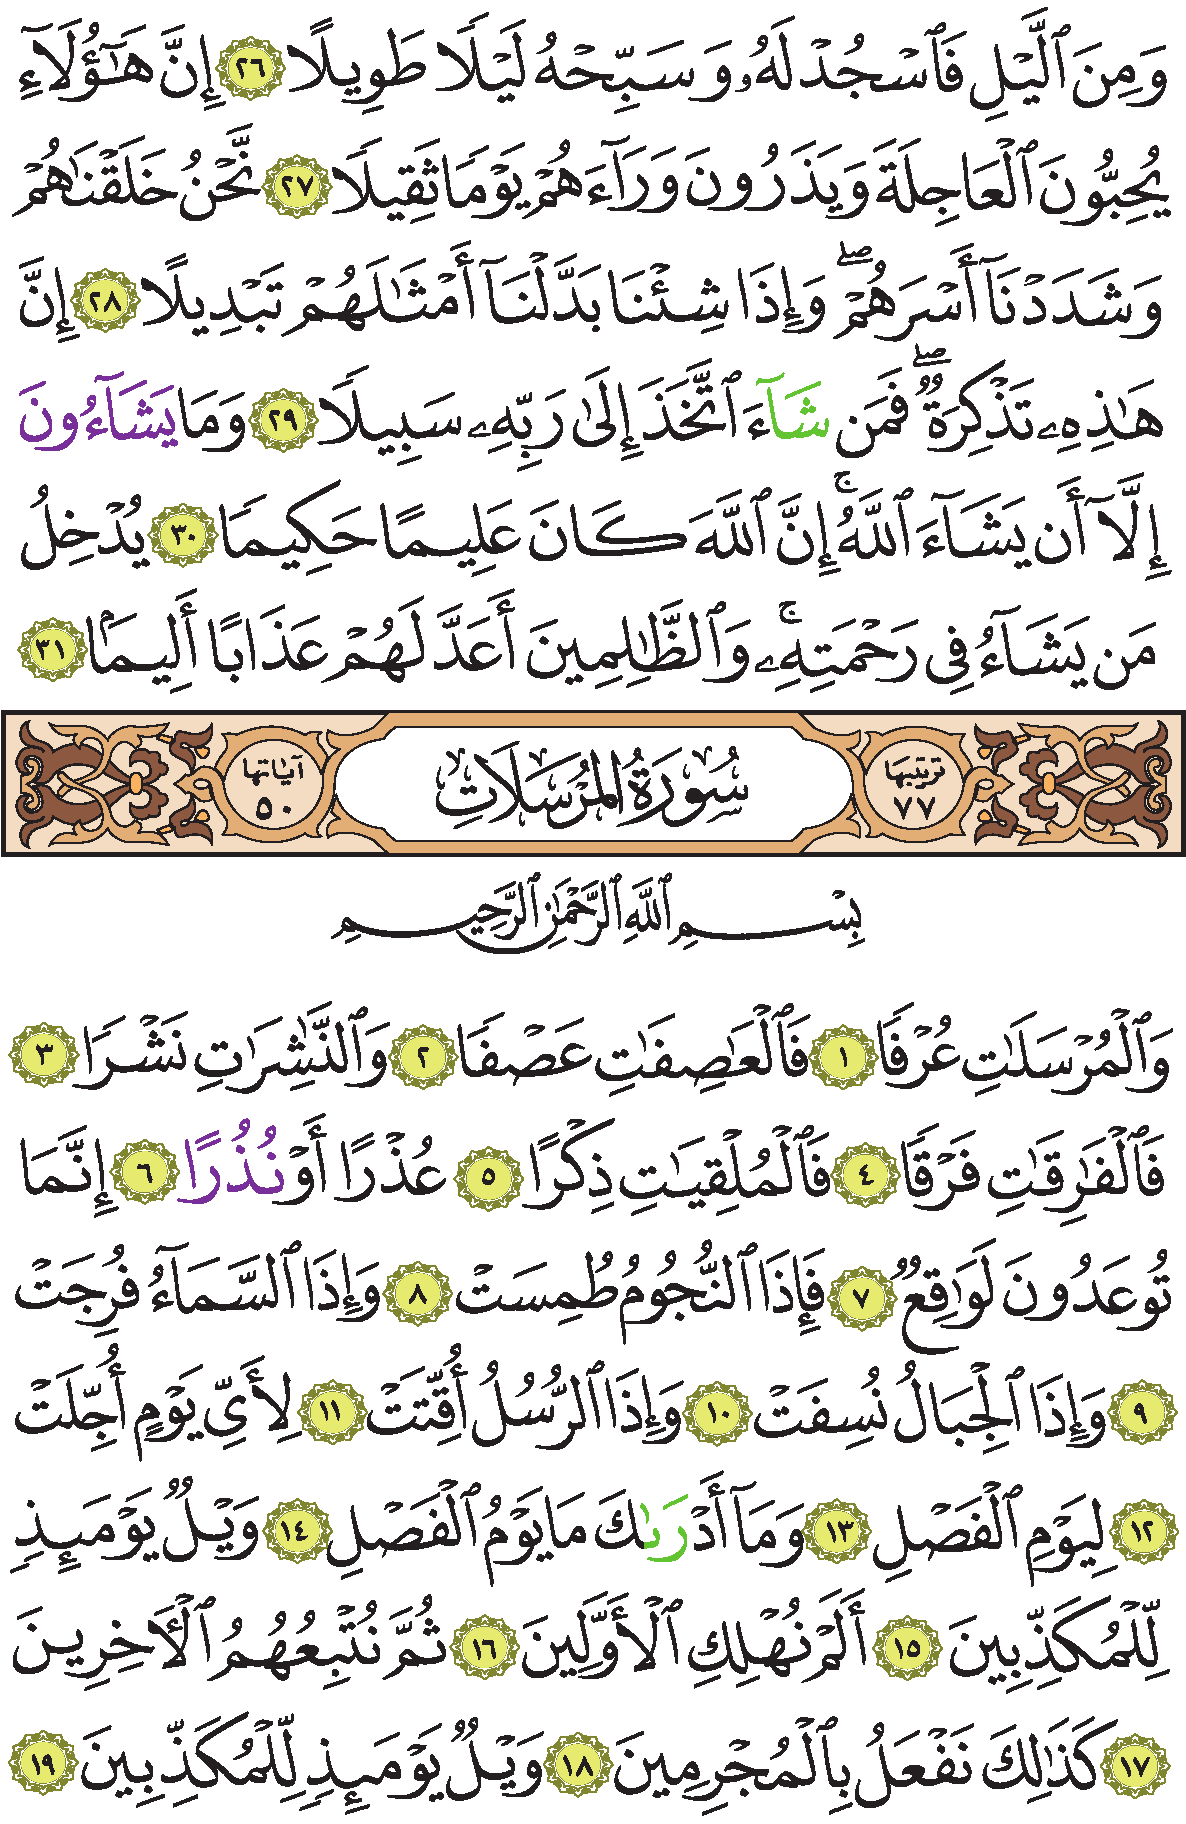 وَمِنَ ٱلَّيْلِ فَٱسْجُدْ لَهُۥ وَسَبِّحْهُ لَيْلًا طَوِيلًا ٢٦ إِنَّ هَٰٓؤُلَآءِ
يُحِبُّونَ ٱلْعَاجِلَةَ وَيَذَرُونَ وَرَآءَهُمْ يَوْمًا ثَقِيلًا ٢٧ نَّحْنُ خَلَقْنَٰهُمْ
وَشَدَدْنَآ أَسْرَهُمْ ۖ وَإِذَا شِئْنَا بَدَّلْنَآ أَمْثَٰلَهُمْ تَبْدِيلًا ٢٨ إِنَّ
هَٰذِهِۦ تَذْكِرَةٌ ۖ فَمَن شَآءَ ٱتَّخَذَ إِلَىٰ رَبِّهِۦ سَبِيلًا ٢٩ وَمَا يَشَآءُونَ
إِلَّآ أَن يَشَآءَ ٱللَّهُ ۚ إِنَّ ٱللَّهَ كَانَ عَلِيمًا حَكِيمًا ٣٠ يُدْخِلُ
مَن يَشَآءُ فِى رَحْمَتِهِۦ ۚ وَٱلظَّٰلِمِينَ أَعَدَّ لَهُمْ عَذَابًا أَلِيمًۢا ٣١
ترتيبها ٧٧ سُورَةُ المُرْسَلَاتِ آياتها ٥٠
بِسْمِ ٱللَّهِ ٱلرَّحْمَٰنِ ٱلرَّحِيمِ
وَٱلْمُرْسَلَٰتِ عُرْفًا ١ فَٱلْعَٰصِفَٰتِ عَصْفًا ٢ وَٱلنَّٰشِرَٰتِ نَشْرًا ٣
فَٱلْفَٰرِقَٰتِ فَرْقًا ٤ فَٱلْمُلْقِيَٰتِ ذِكْرًا ٥ عُذْرًا أَوْ نُذُرًا ٦ إِنَّمَا
تُوعَدُونَ لَوَٰقِعٌ ٧ فَإِذَا ٱلنُّجُومُ طُمِسَتْ ٨ وَإِذَا ٱلسَّمَآءُ فُرِجَتْ
٩ وَإِذَا ٱلْجِبَالُ نُسِفَتْ ١٠ وَإِذَا ٱلرُّسُلُ أُقِّتَتْ ١١ لِأَىِّ يَوْمٍ أُجِّلَتْ
١٢ لِيَوْمِ ٱلْفَصْلِ ١٣ وَمَآ أَدْرَىٰكَ مَا يَوْمُ ٱلْفَصْلِ ١٤ وَيْلٌ يَوْمَئِذٍ
لِّلْمُكَذِّبِينَ ١٥ أَلَمْ نُهْلِكِ ٱلْأَوَّلِينَ ١٦ ثُمَّ نُتْبِعُهُمُ ٱلْءَاخِرِينَ
١٧ كَذَٰلِكَ نَفْعَلُ بِٱلْمُجْرِمِينَ ١٨ وَيْلٌ يَوْمَئِذٍ لِّلْمُكَذِّبِينَ ١٩